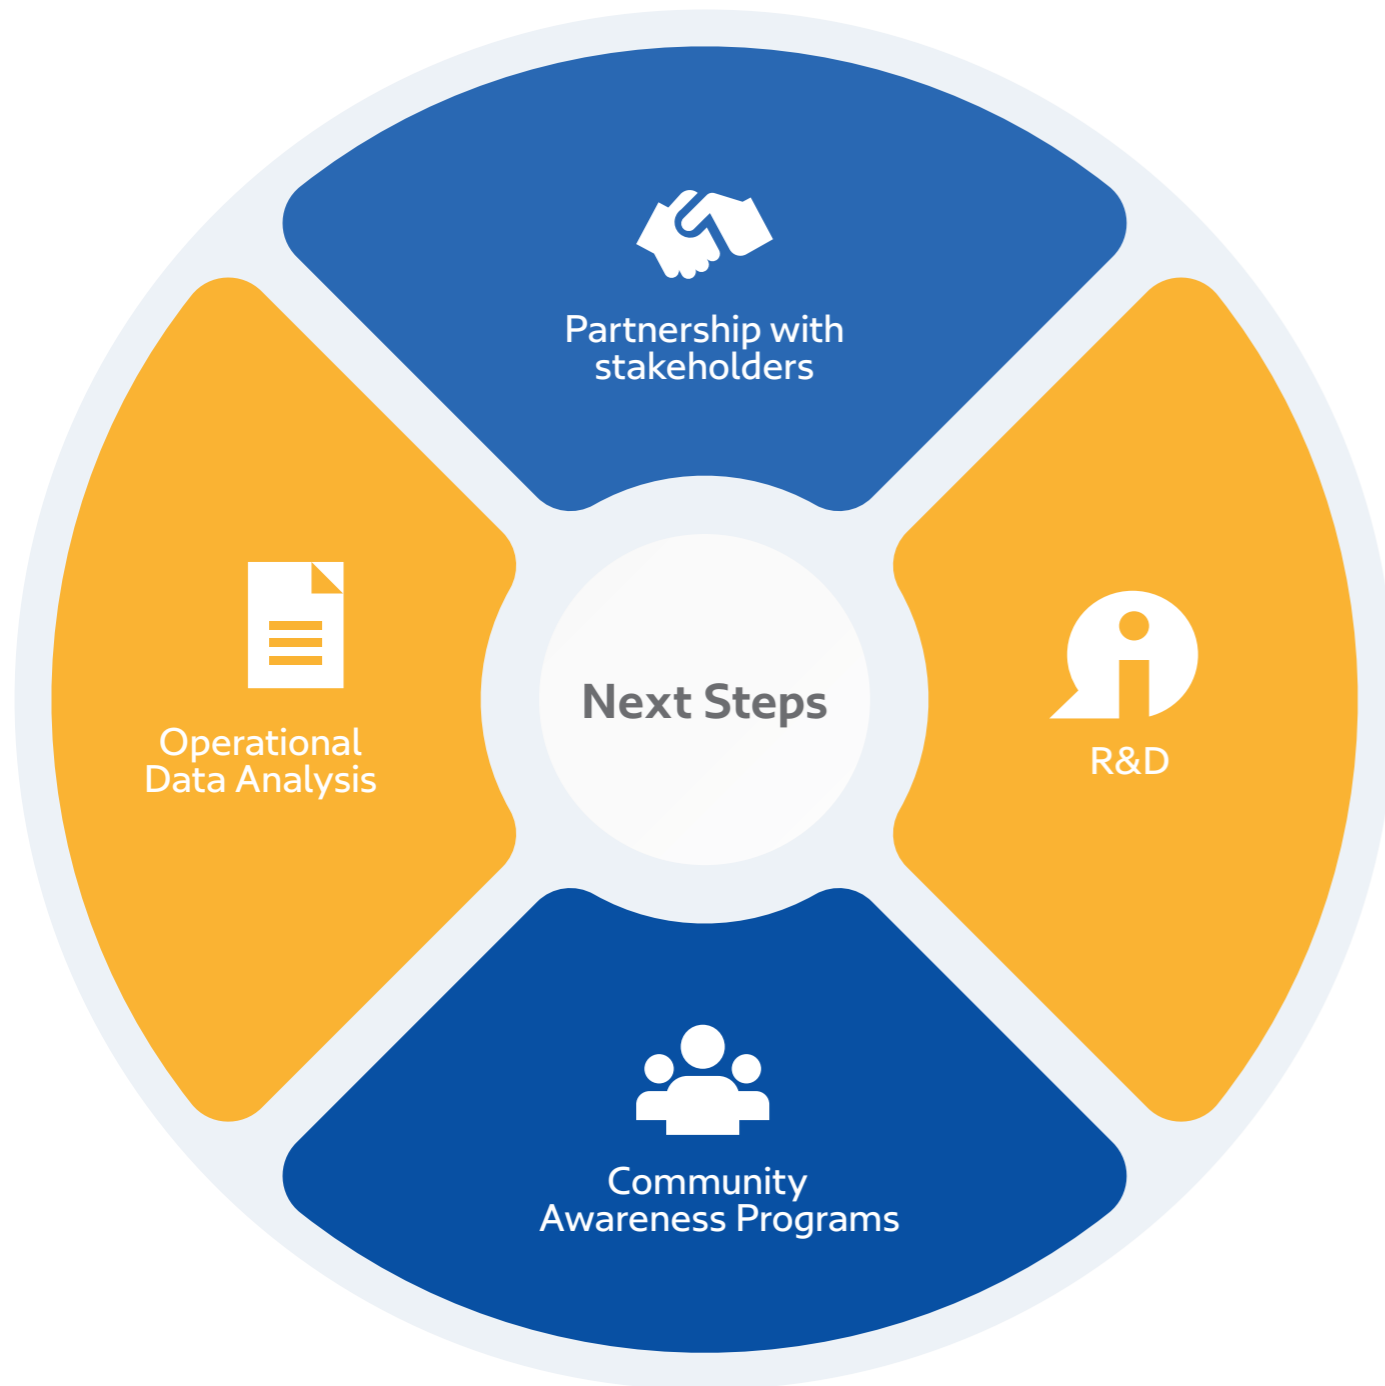 Partnership with
stakeholders
Operational
Data Analysis
Next Steps
R&D
Community
Awareness Programs